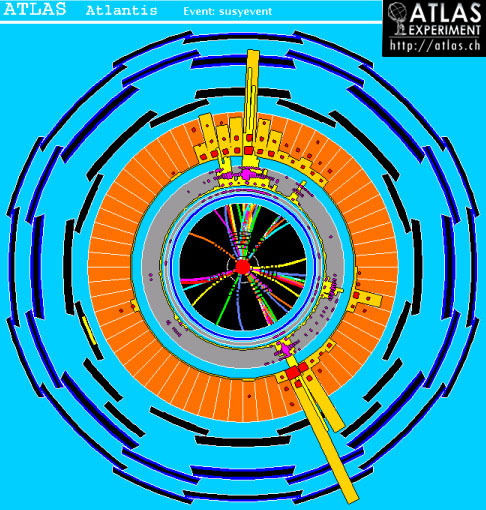 ATLAS Atlantis Event: susyevent
ATLAS
EXPERIMENT
http://atlas.ch